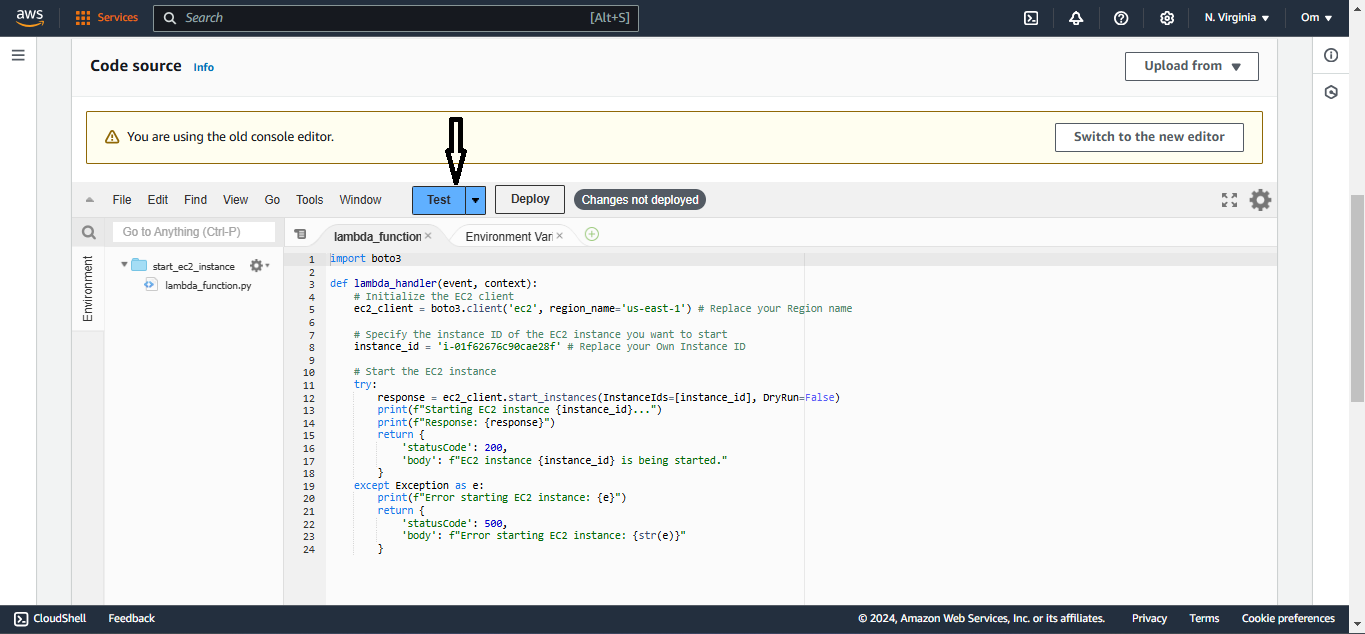 aws Services Search [Alt+S] N. Virginia Om
Code source Info Upload from
You are using the old console editor. Switch to the new editor
File Edit Find View Go Tools Window Test Deploy Changes not deployed
Go to Anything (Ctrl-P) lambda_function Environment Vari
Environment
start_ec2_instance
lambda_function.py
1 import boto3
2
3 def lambda_handler(event, context):
4 # Initialize the EC2 client
5 ec2_client = boto3.client('ec2', region_name='us-east-1') # Replace your Region name
6
7 # Specify the instance ID of the EC2 instance you want to start
8 instance_id = 'i-01f62676c90cae28f' # Replace your Own Instance ID
9
10 # Start the EC2 instance
11 try:
12 response = ec2_client.start_instances(InstanceIds=[instance_id], DryRun=False)
13 print(f"Starting EC2 instance {instance_id}...")
14 print(f"Response: {response}")
15 return {
16 'statusCode': 200,
17 'body': f"EC2 instance {instance_id} is being started."
18 }
19 except Exception as e:
20 print(f"Error starting EC2 instance: {e}")
21 return {
22 'statusCode': 500,
23 'body': f"Error starting EC2 instance: {str(e)}"
24 }
CloudShell Feedback © 2024, Amazon Web Services, Inc. or its affiliates. Privacy Terms Cookie preferences